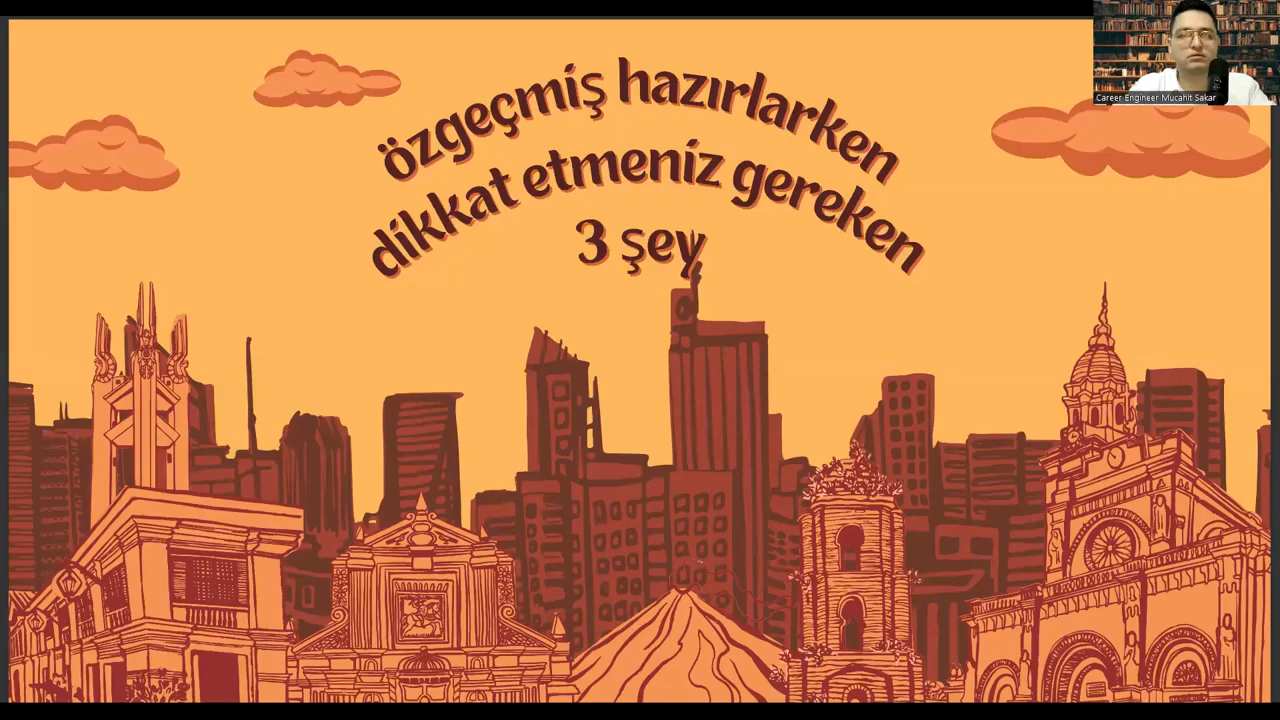 özgeçmiş hazırlarken
dikkat etmeniz gereken
3 şey
Career Engineer Mucahit Sakar